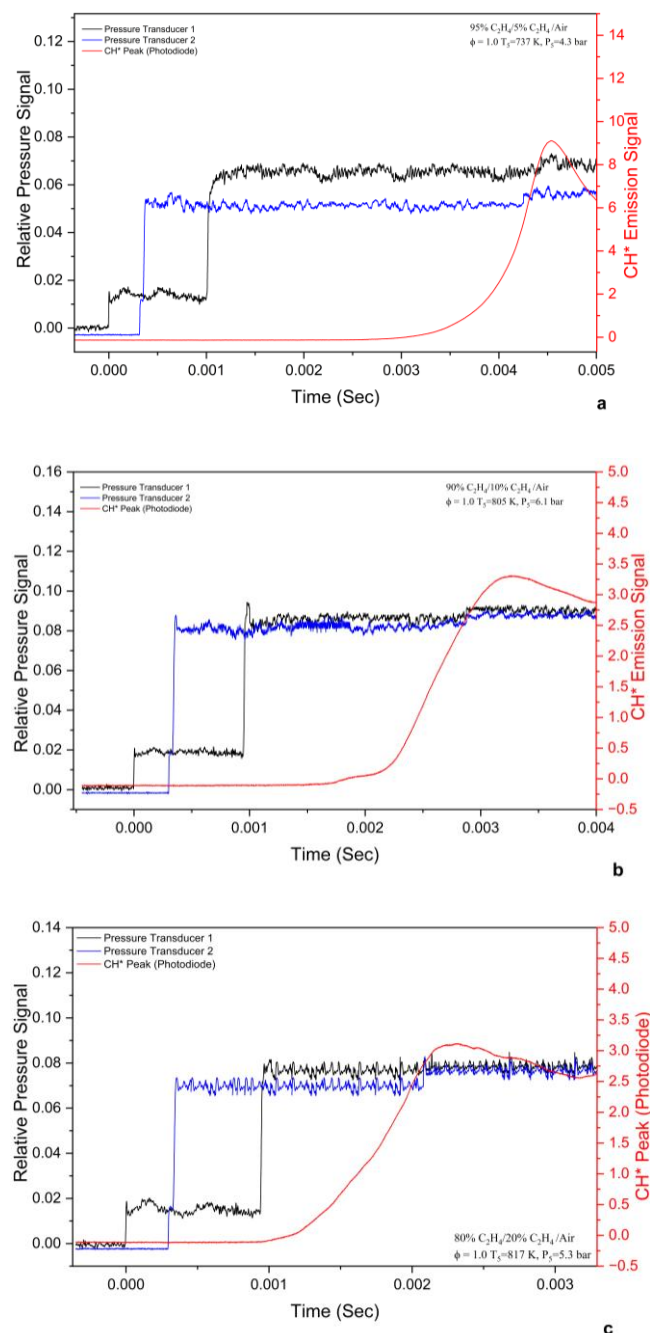 Pressure Transducer 1
Pressure Transducer 2
CH* Peak (Photodiode)
95% C₂H₄/5% C₂H₄ /Air
ϕ = 1.0 T₅=737 K, P₅=4.3 bar
0.12
0.10
0.08
0.06
0.04
0.02
0.00
Relative Pressure Signal
14
12
10
8
6
4
2
0
CH* Emission Signal
0.000 0.001 0.002 0.003 0.004 0.005
Time (Sec)
a
Pressure Transducer 1
Pressure Transducer 2
CH* Peak (Photodiode)
90% C₂H₄/10% C₂H₄ /Air
ϕ = 1.0 T₅=805 K, P₅=6.1 bar
0.16
0.14
0.12
0.10
0.08
0.06
0.04
0.02
0.00
Relative Pressure Signal
5.0
4.5
4.0
3.5
3.0
2.5
2.0
1.5
1.0
0.5
0.0
−0.5
CH* Emission Signal
0.000 0.001 0.002 0.003 0.004
Time (Sec)
b
Pressure Transducer 1
Pressure Transducer 2
CH* Peak (Photodiode)
0.14
0.12
0.10
0.08
0.06
0.04
0.02
0.00
Relative Pressure Signal
5.0
4.5
4.0
3.5
3.0
2.5
2.0
1.5
1.0
0.5
0.0
−0.5
CH* Peak (Photodiode)
80% C₂H₄/20% C₂H₄ /Air
ϕ = 1.0 T₅=817 K, P₅=5.3 bar
0.000 0.001 0.002 0.003
Time (Sec)
c